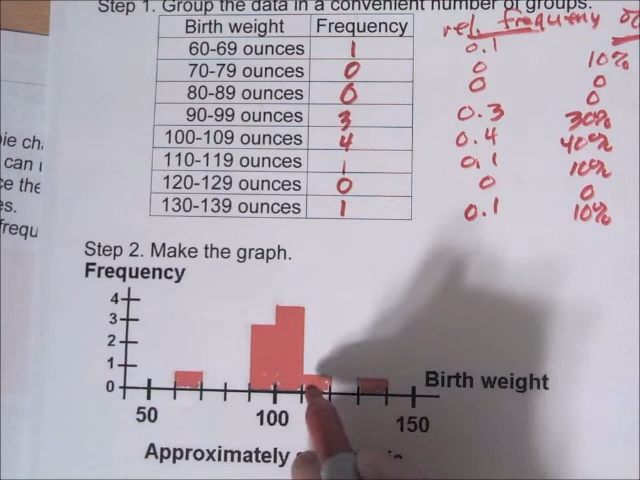 Step 1. Group the data in a convenient number of groups.
Birth weight Frequency rel. frequency
60-69 ounces 1 0.1 10%
70-79 ounces 0 0 0
80-89 ounces 0 0 0
90-99 ounces 3 0.3 30%
100-109 ounces 4 0.4 40%
110-119 ounces 1 0.1 10%
120-129 ounces 0 0 0
130-139 ounces 1 0.1 10%
can
Step 2. Make the graph.
Frequency
4
3
2
1
0
50 100 150
Birth weight
Approximately